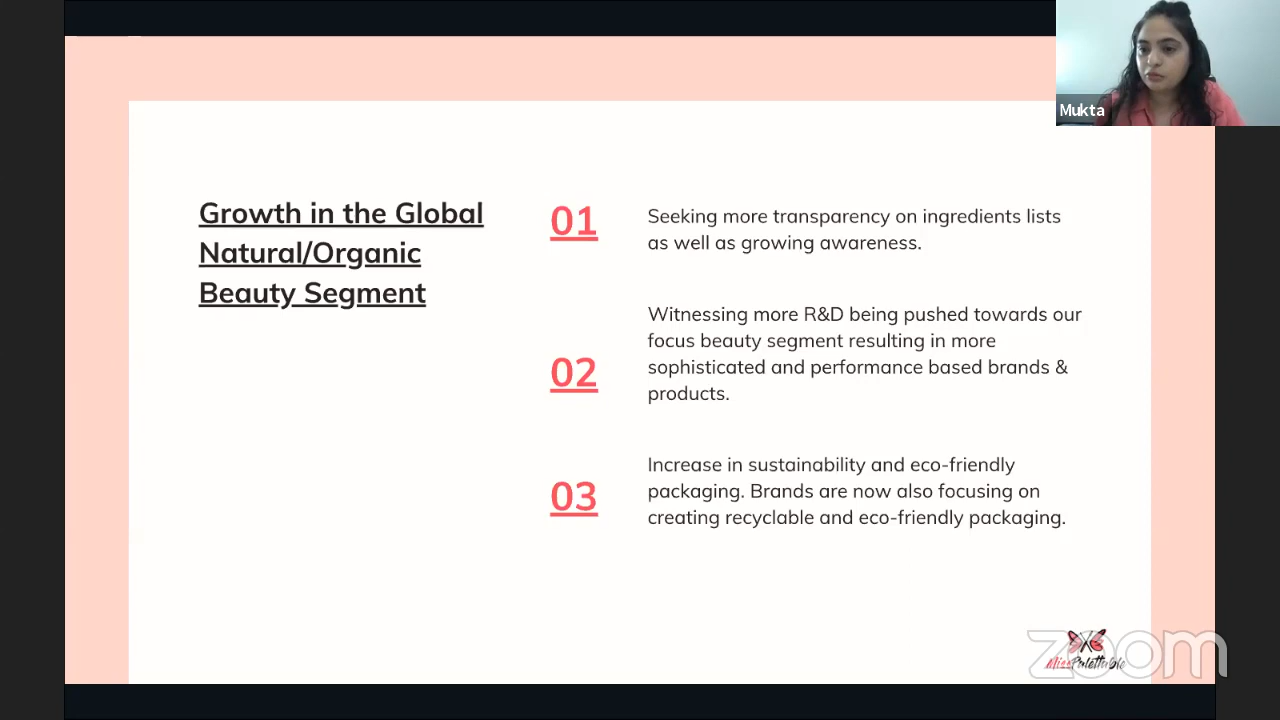 Mukta
Growth in the Global
Natural/Organic
Beauty Segment
01
Seeking more transparency on ingredients lists
as well as growing awareness.
02
Witnessing more R&D being pushed towards our
focus beauty segment resulting in more
sophisticated and performance based brands &
products.
03
Increase in sustainability and eco-friendly
packaging. Brands are now also focusing on
creating recyclable and eco-friendly packaging.
MissPalettable
zoom